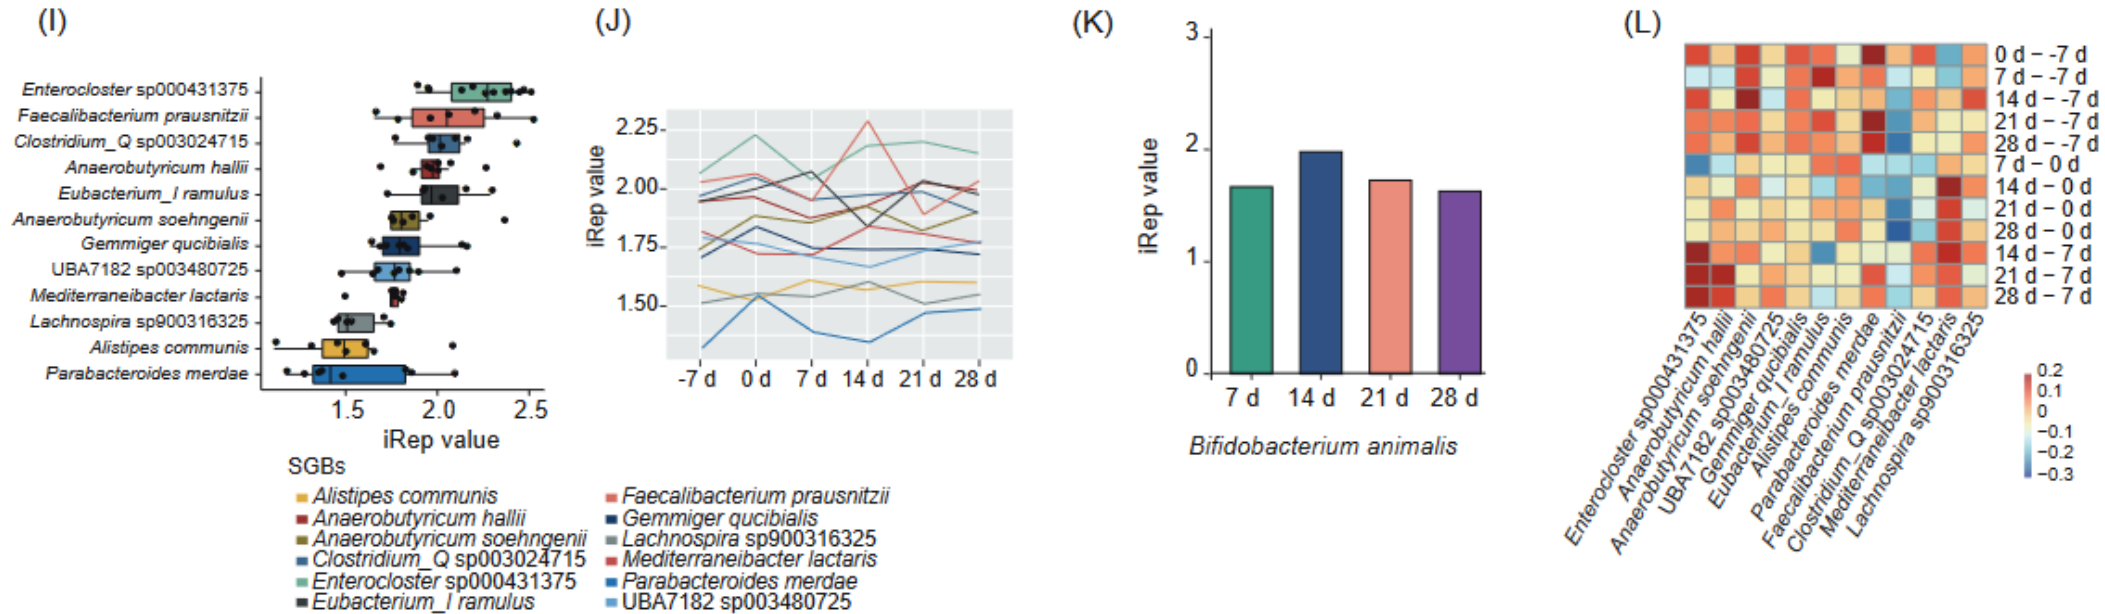 (I)
Enterocloster sp000431375
Faecalibacterium prausnitzii
Clostridium_Q sp003024715
Anaerobutyricum hallii
Eubacterium_I ramulus
Anaerobutyricum soehngenii
Gemmiger qucibialis
UBA7182 sp003480725
Mediterraneibacter lactaris
Lachnospira sp900316325
Alistipes communis
Parabacteroides merdae
1.5 2.0 2.5
iRep value
SGBs
Alistipes communis
Anaerobutyricum hallii
Anaerobutyricum soehngenii
Clostridium_Q sp003024715
Enterocloster sp000431375
Eubacterium_I ramulus
Faecalibacterium prausnitzii
Gemmiger qucibialis
Lachnospira sp900316325
Mediterraneibacter lactaris
Parabacteroides merdae
UBA7182 sp003480725
(J)
iRep value
2.25
2.00
1.75
1.50
-7 d 0 d 7 d 14 d 21 d 28 d
(K)
iRep value
3
2
1
0
7 d 14 d 21 d 28 d
Bifidobacterium animalis
(L)
0 d − -7 d
7 d − -7 d
14 d − -7 d
21 d − -7 d
28 d − -7 d
7 d − 0 d
14 d − 0 d
21 d − 0 d
28 d − 0 d
14 d − 7 d
21 d − 7 d
28 d − 7 d
Enterocloster sp000431375
Anaerobutyricum hallii
Anaerobutyricum soehngenii
UBA7182 sp003480725
Gemmiger qucibialis
Eubacterium_I ramulus
Alistipes communis
Parabacteroides merdae
Faecalibacterium prausnitzii
Clostridium_Q sp003024715
Mediterraneibacter lactaris
Lachnospira sp900316325
0.2
0.1
0
−0.1
−0.2
−0.3